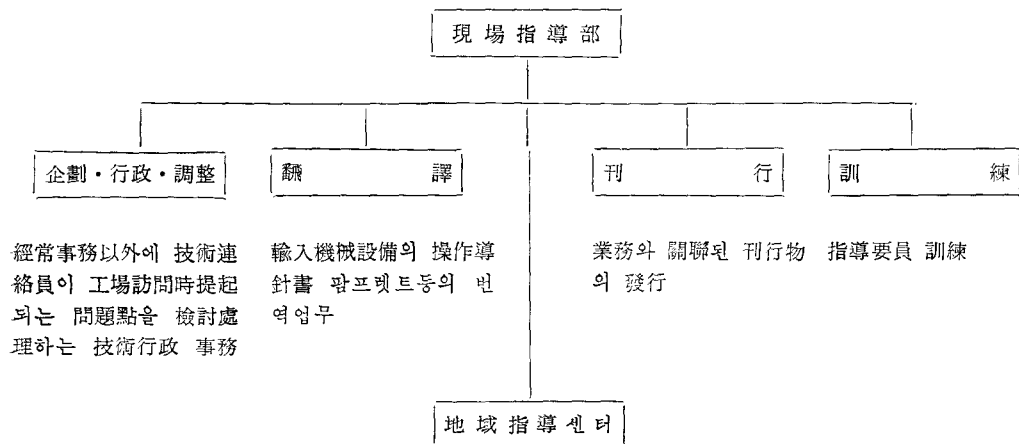 現場指導部
企劃・行政・調整
飜譯
刊行
訓練
經常事務以外에 技術連
絡員이 工場訪問時提起
되는 問題點을 檢討處
理하는 技術行政 事務
輸入機械設備의 操作導
針書 팜프렛트등의 번
역업무
業務와 關聯된 刊行物
의 發行
指導要員 訓練
地域指導센터